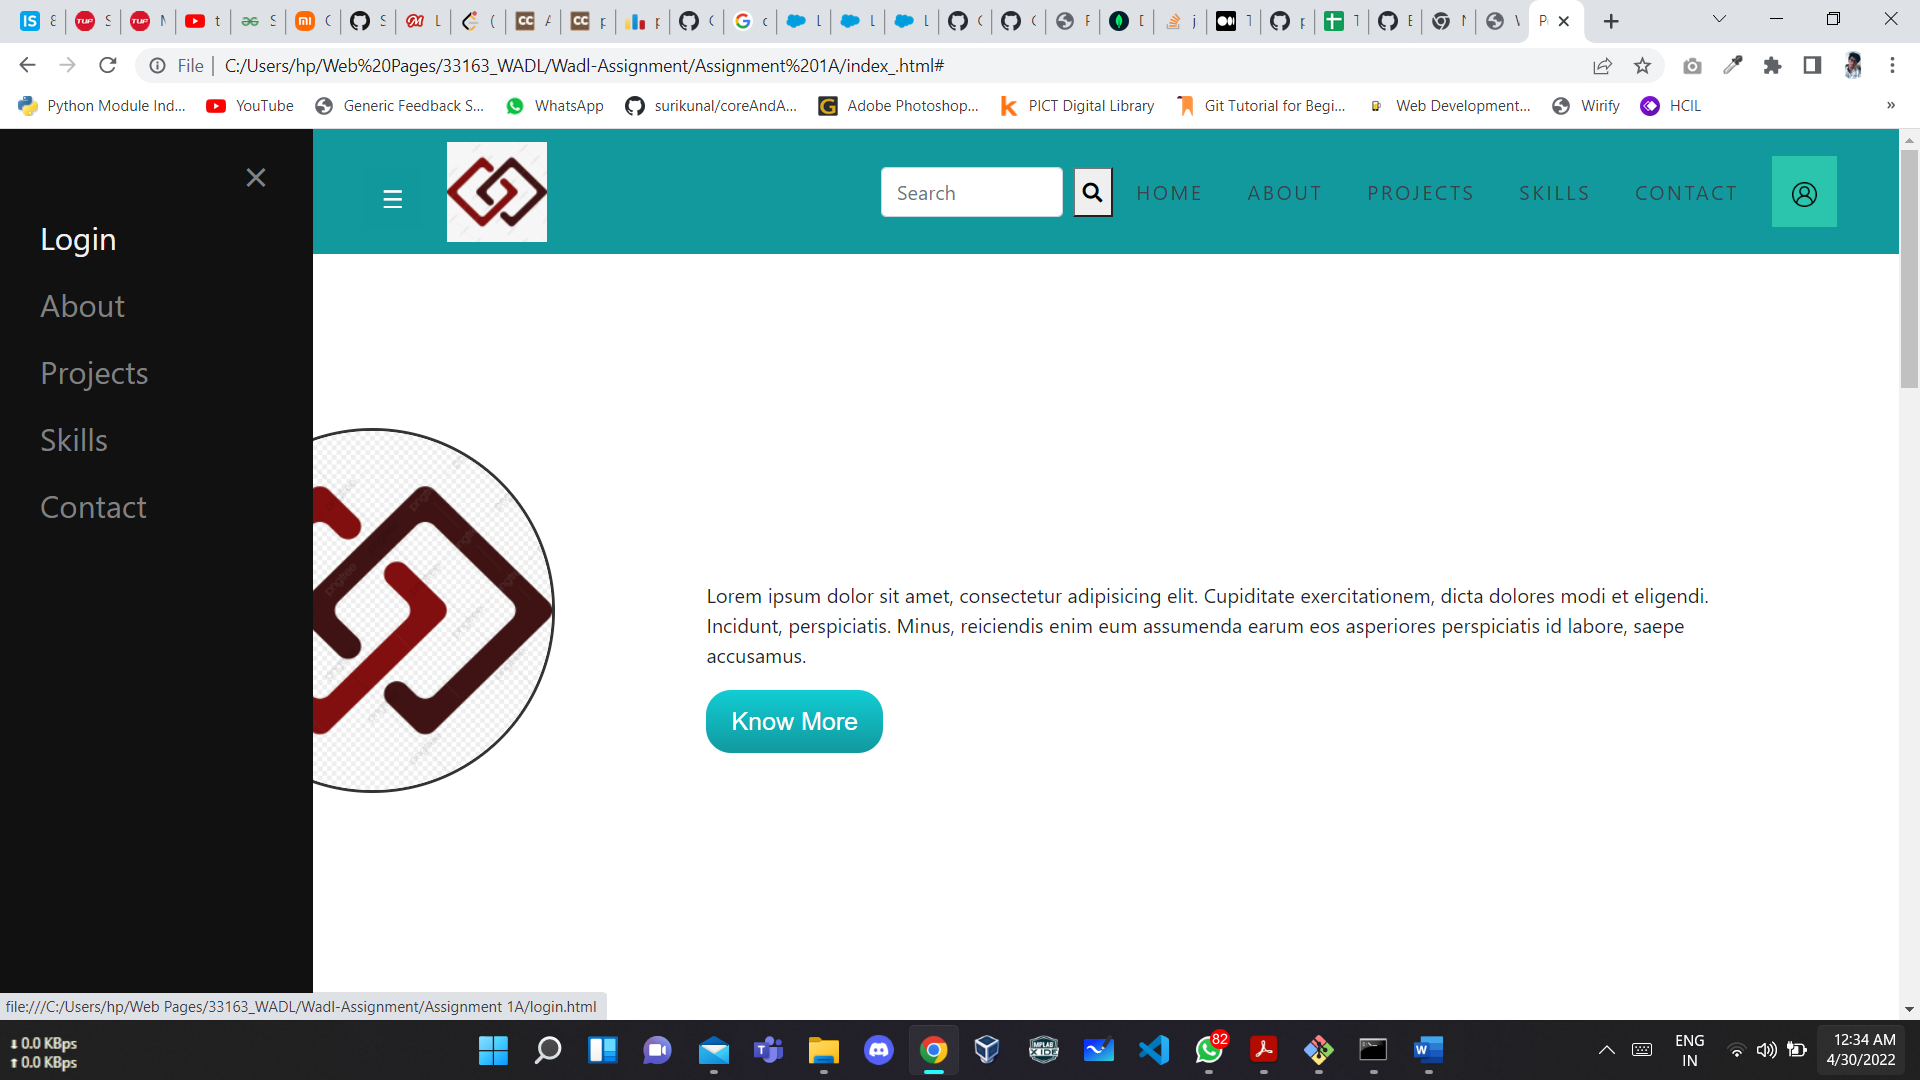 File
C:/Users/hp/Web%20Pages/33163_WADL/Wadl-Assignment/Assignment%201A/index_.html#
Python Module Ind...
YouTube
Generic Feedback S...
WhatsApp
surikunal/coreAndA...
Adobe Photoshop...
PICT Digital Library
Git Tutorial for Begi...
Web Development...
Wirify
HCIL
»
Search
HOME
ABOUT
PROJECTS
SKILLS
CONTACT
Login
About
Projects
Skills
Contact
Lorem ipsum dolor sit amet, consectetur adipisicing elit. Cupiditate exercitationem, dicta dolores modi et eligendi.
Incidunt, perspiciatis. Minus, reiciendis enim eum assumenda earum eos asperiores perspiciatis id labore, saepe
accusamus.
Know More
file:///C:/Users/hp/Web Pages/33163_WADL/Wadl-Assignment/Assignment 1A/login.html
0.0 KBps
0.0 KBps
82
ENG
IN
12:34 AM
4/30/2022